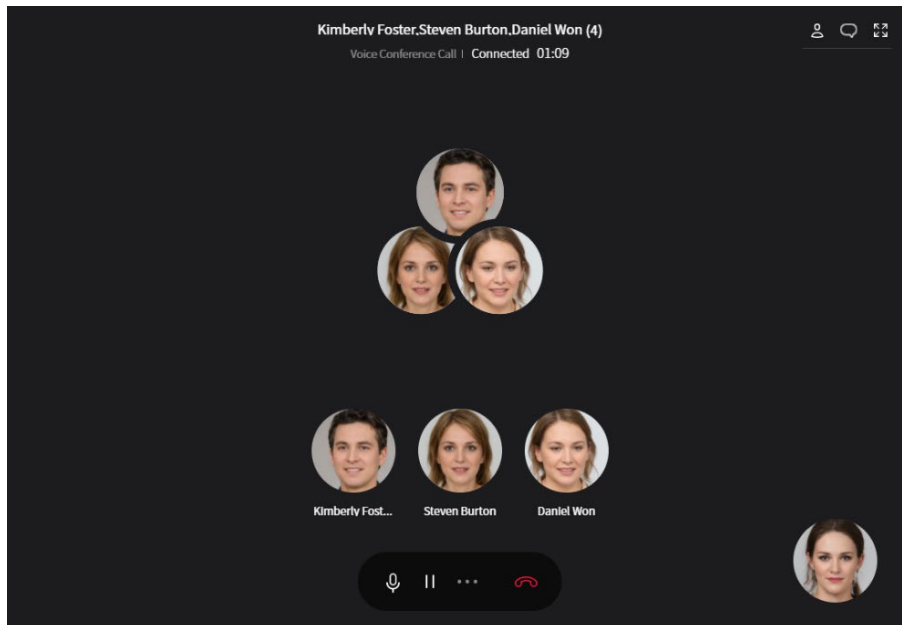 Kimberly Foster,Steven Burton,Daniel Won (4)
Voice Conference Call | Connected 01:09
Kimberly Fost...
Steven Burton
Daniel Won